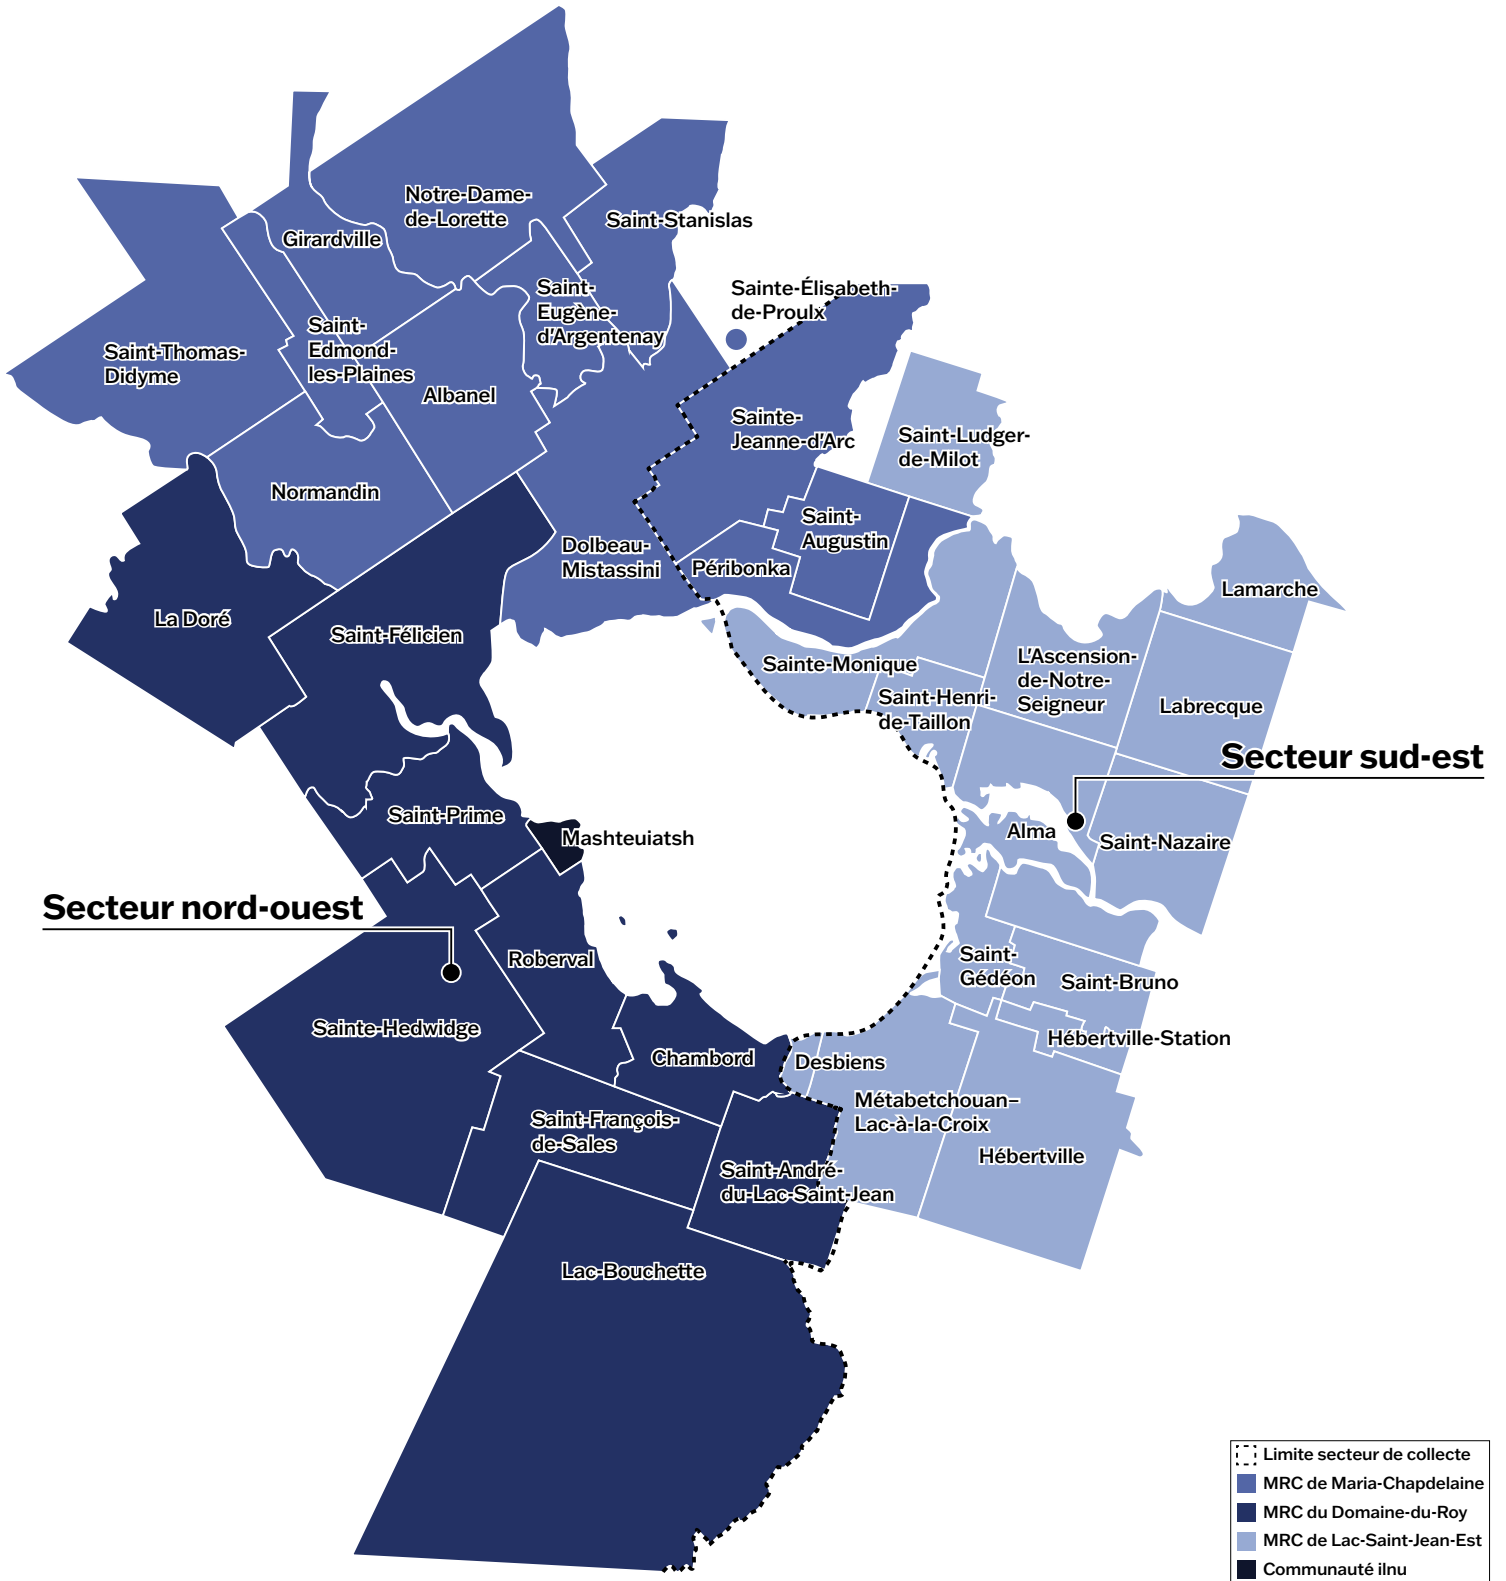 Notre-Dame-
de-Lorette
Saint-Stanislas
Girardville
Sainte-Élisabeth-
de-Proulx
Saint-
Eugène-
d'Argentenay
Saint-
Edmond-
les-Plaines
Saint-Thomas-
Didyme
Albanel
Sainte-
Jeanne-d'Arc
Saint-Ludger-
de-Milot
Normandin
Saint-
Augustin
Dolbeau-
Mistassini
Péribonka
Lamarche
La Doré
Saint-Félicien
Sainte-Monique
L'Ascension-
de-Notre-
Seigneur
Saint-Henri-
de-Taillon
Labrecque
Secteur sud-est
Saint-Prime
Mashteuiatsh
Alma
Saint-Nazaire
Secteur nord-ouest
Roberval
Saint-
Gédéon
Saint-Bruno
Sainte-Hedwidge
Hébertville-Station
Chambord
Desbiens
Métabetchouan–
Lac-à-la-Croix
Saint-François-
de-Sales
Hébertville
Saint-André-
du-Lac-Saint-Jean
Lac-Bouchette
Limite secteur de collecte
MRC de Maria-Chapdelaine
MRC du Domaine-du-Roy
MRC de Lac-Saint-Jean-Est
Communauté ilnu